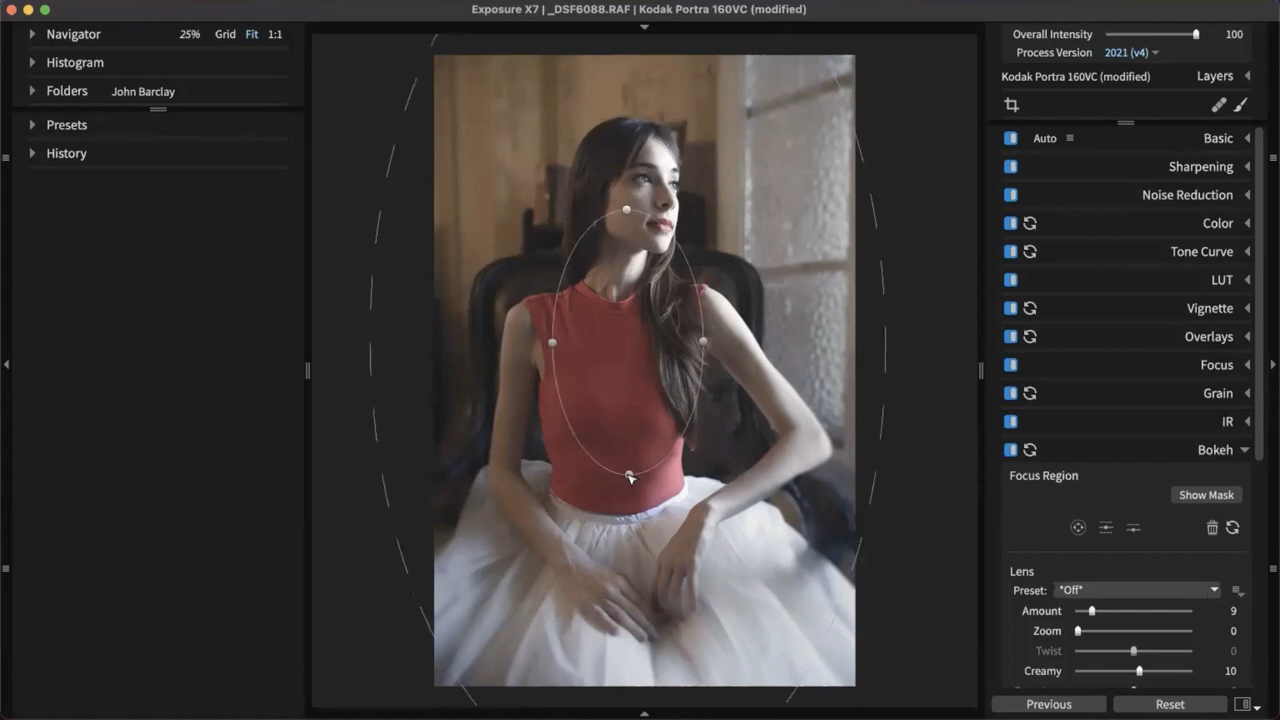 Exposure X7 | _DSF6088.RAF | Kodak Portra 160VC (modified)
Navigator 25% Grid Fit 1:1
Histogram
Folders John Barclay
Presets
History
Overall Intensity 100
Process Version 2021 (v4)
Kodak Portra 160VC (modified) Layers
Auto Basic
Sharpening
Noise Reduction
Color
Tone Curve
LUT
Vignette
Overlays
Focus
Grain
IR
Bokeh
Focus Region
Show Mask
Lens
Preset: *Off*
Amount 9
Zoom 0
Twist 0
Creamy 10
Previous Reset